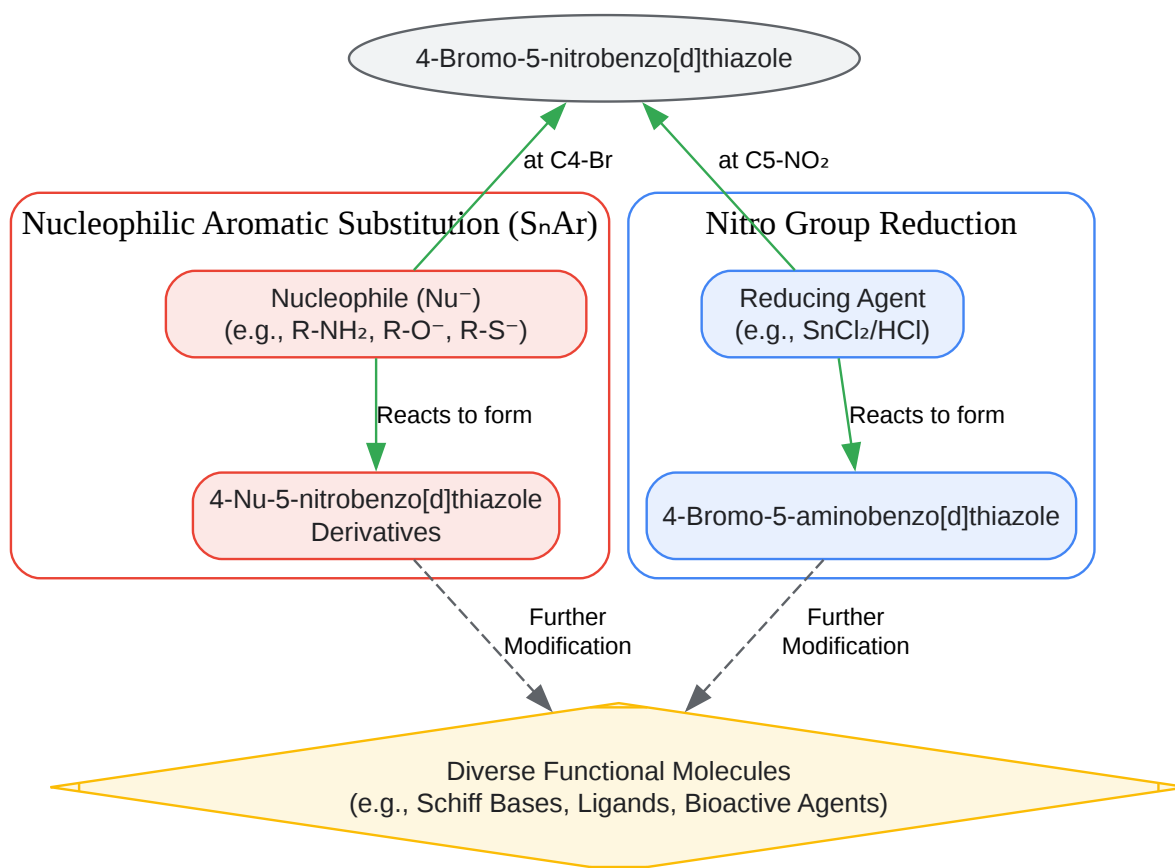 4-Bromo-5-nitrobenzo[d]thiazole
at C4-Br
at C5-NO₂
Nucleophilic Aromatic Substitution (SₙAr)
Nitro Group Reduction
Nucleophile (Nu⁻)
(e.g., R-NH₂, R-O⁻, R-S⁻)
Reducing Agent
(e.g., SnCl₂/HCl)
Reacts to form
Reacts to form
4-Nu-5-nitrobenzo[d]thiazole
Derivatives
4-Bromo-5-aminobenzo[d]thiazole
Further
Modification
Further
Modification
Diverse Functional Molecules
(e.g., Schiff Bases, Ligands, Bioactive Agents)